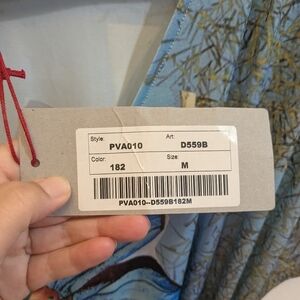 Style: Art:
PVA010 D559B
Color: Size:
182 M
PVA010--D559B182M